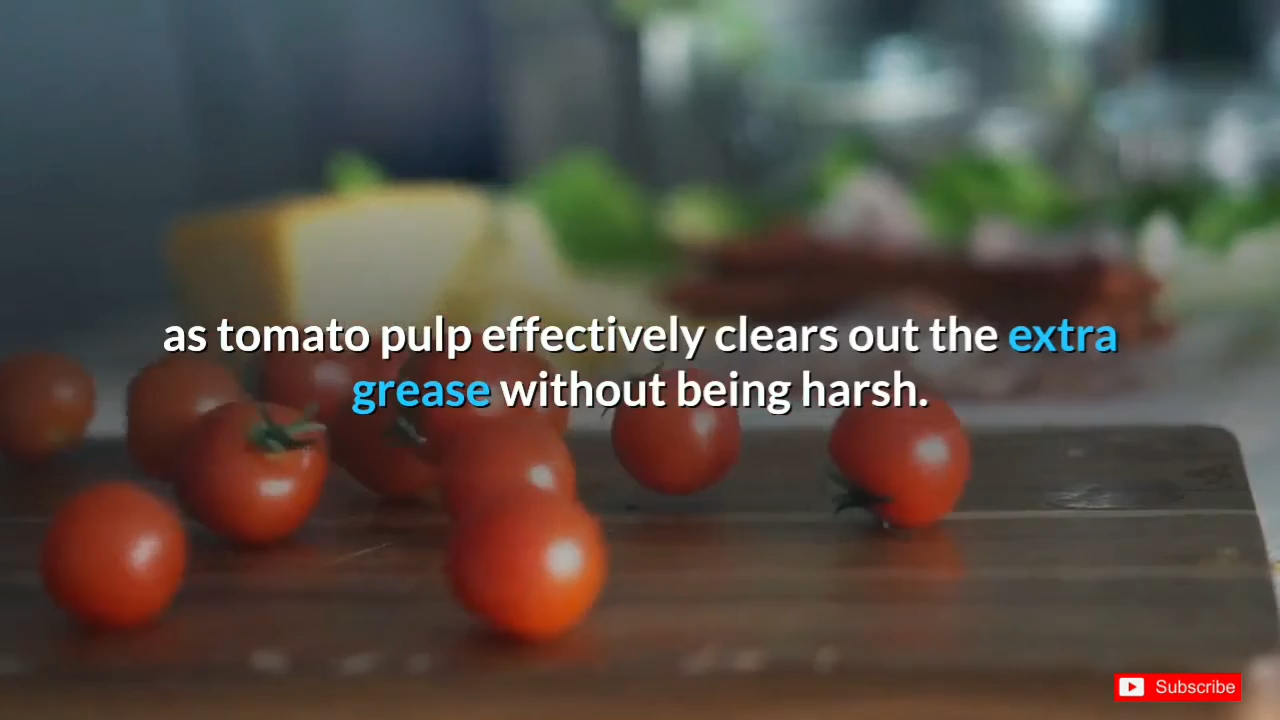 as tomato pulp effectively clears out the extra
grease without being harsh.
Subscribe